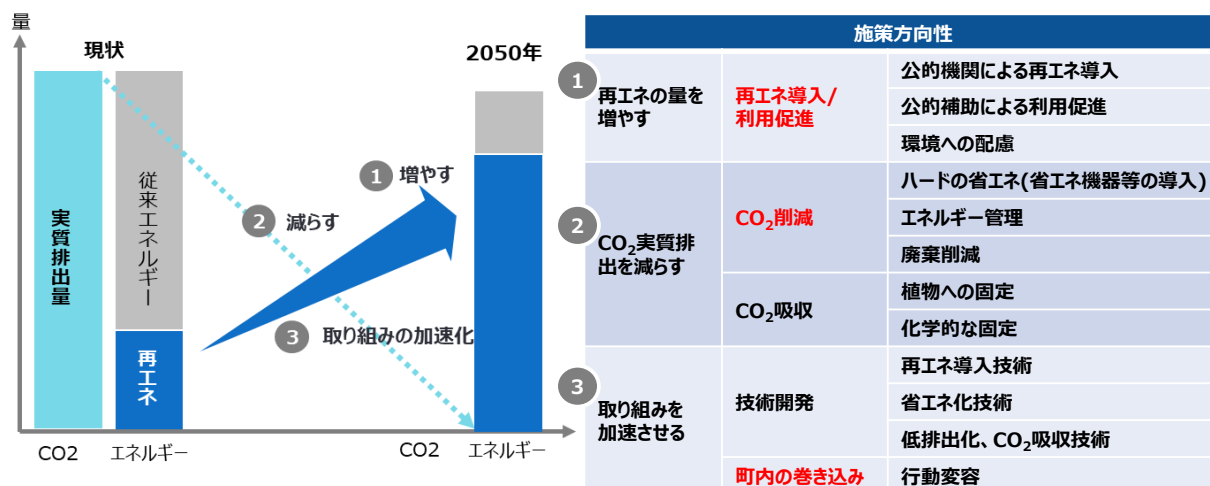 量
現状
2050年
従来エネルギー
実質排出量
再エネ
1 増やす
2 減らす
3 取り組みの加速化
CO2 エネルギー
CO2 エネルギー
施策方向性
1
再エネの量を
増やす
再エネ導入/
利用促進
公的機関による再エネ導入
公的補助による利用促進
環境への配慮
2
CO₂実質排
出を減らす
CO₂削減
ハードの省エネ(省エネ機器等の導入)
エネルギー管理
廃棄削減
CO₂吸収
植物への固定
化学的な固定
3
取り組みを
加速させる
技術開発
再エネ導入技術
省エネ化技術
低排出化、CO₂吸収技術
町内の巻き込み
行動変容